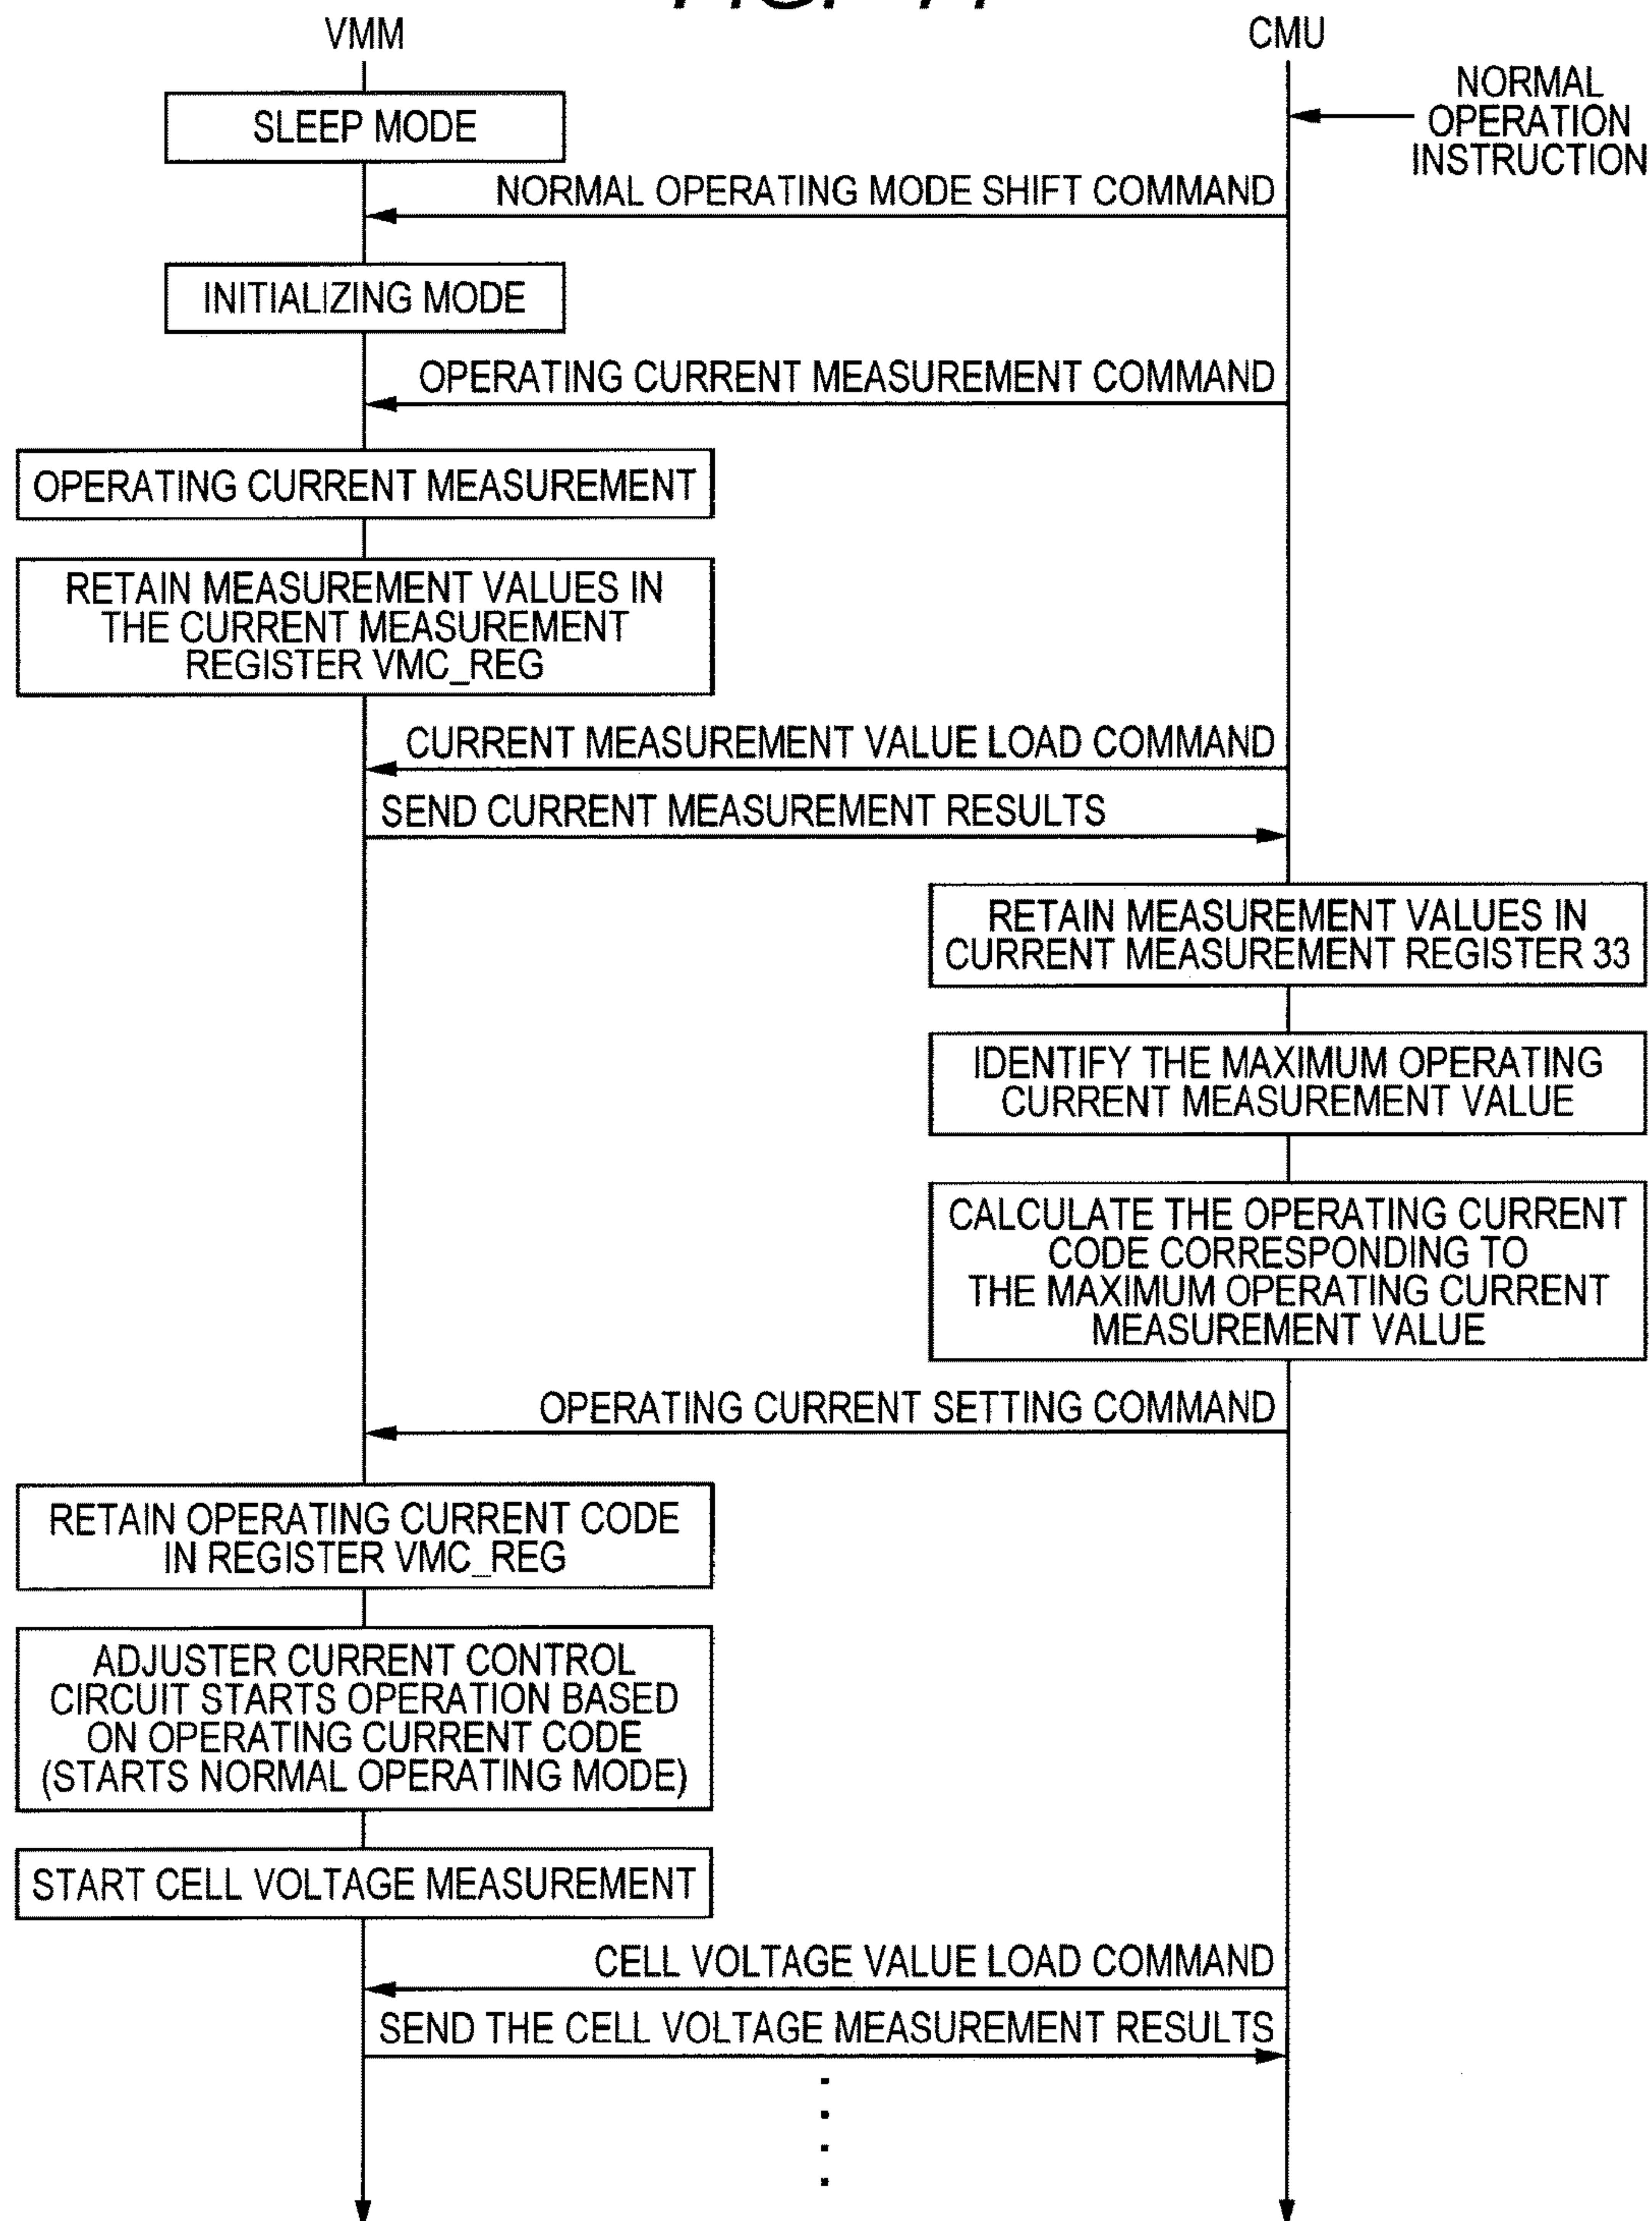 FIG.
VMM
CMU
NORMAL
OPERATION
INSTRUCTION
SLEEP MODE
NORMAL OPERATING MODE SHIFT COMMAND
INITIALIZING MODE
OPERATING CURRENT MEASUREMENT COMMAND
OPERATING CURRENT MEASUREMENT
RETAIN MEASUREMENT VALUES IN
THE CURRENT MEASUREMENT
REGISTER VMC_REG
CURRENT MEASUREMENT VALUE LOAD COMMAND
SEND CURRENT MEASUREMENT RESULTS
RETAIN MEASUREMENT VALUES IN
CURRENT MEASUREMENT REGISTER 33
IDENTIFY THE MAXIMUM OPERATING
CURRENT MEASUREMENT VALUE
CALCULATE THE OPERATING CURRENT
CODE CORRESPONDING TO
THE MAXIMUM OPERATING CURRENT
MEASUREMENT VALUE
OPERATING CURRENT SETTING COMMAND
RETAIN OPERATING CURRENT CODE
IN REGISTER VMC_REG
ADJUSTER CURRENT CONTROL
CIRCUIT STARTS OPERATION BASED
ON OPERATING CURRENT CODE
(STARTS NORMAL OPERATING MODE)
START CELL VOLTAGE MEASUREMENT
CELL VOLTAGE VALUE LOAD COMMAND
SEND THE CELL VOLTAGE MEASUREMENT RESULTS